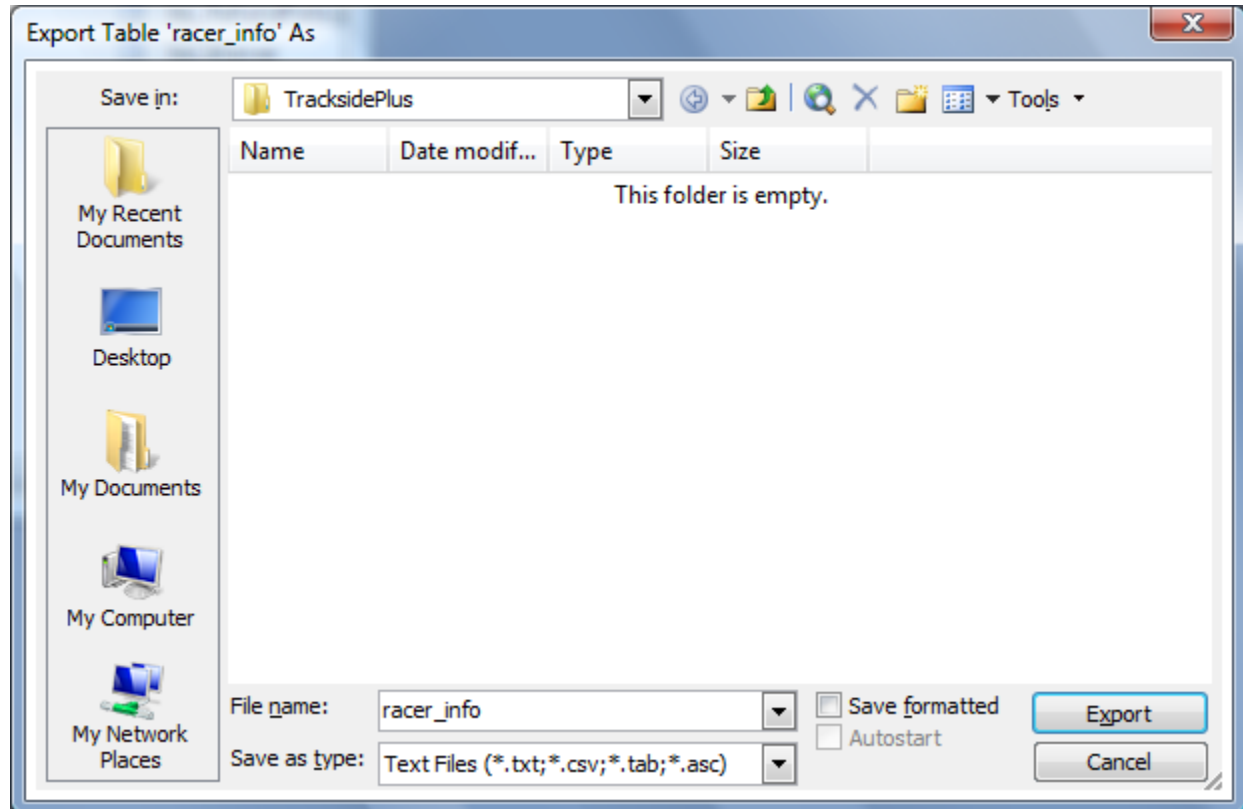 Export Table 'racer_info' As
Save in:
TracksidePlus
Tools
Name Date modif... Type Size
This folder is empty.
My Recent
Documents
Desktop
My Documents
My Computer
My Network
Places
File name:
racer_info
Save formatted
Export
Save as type:
Text Files (*.txt;*.csv;*.tab;*.asc)
Autostart
Cancel